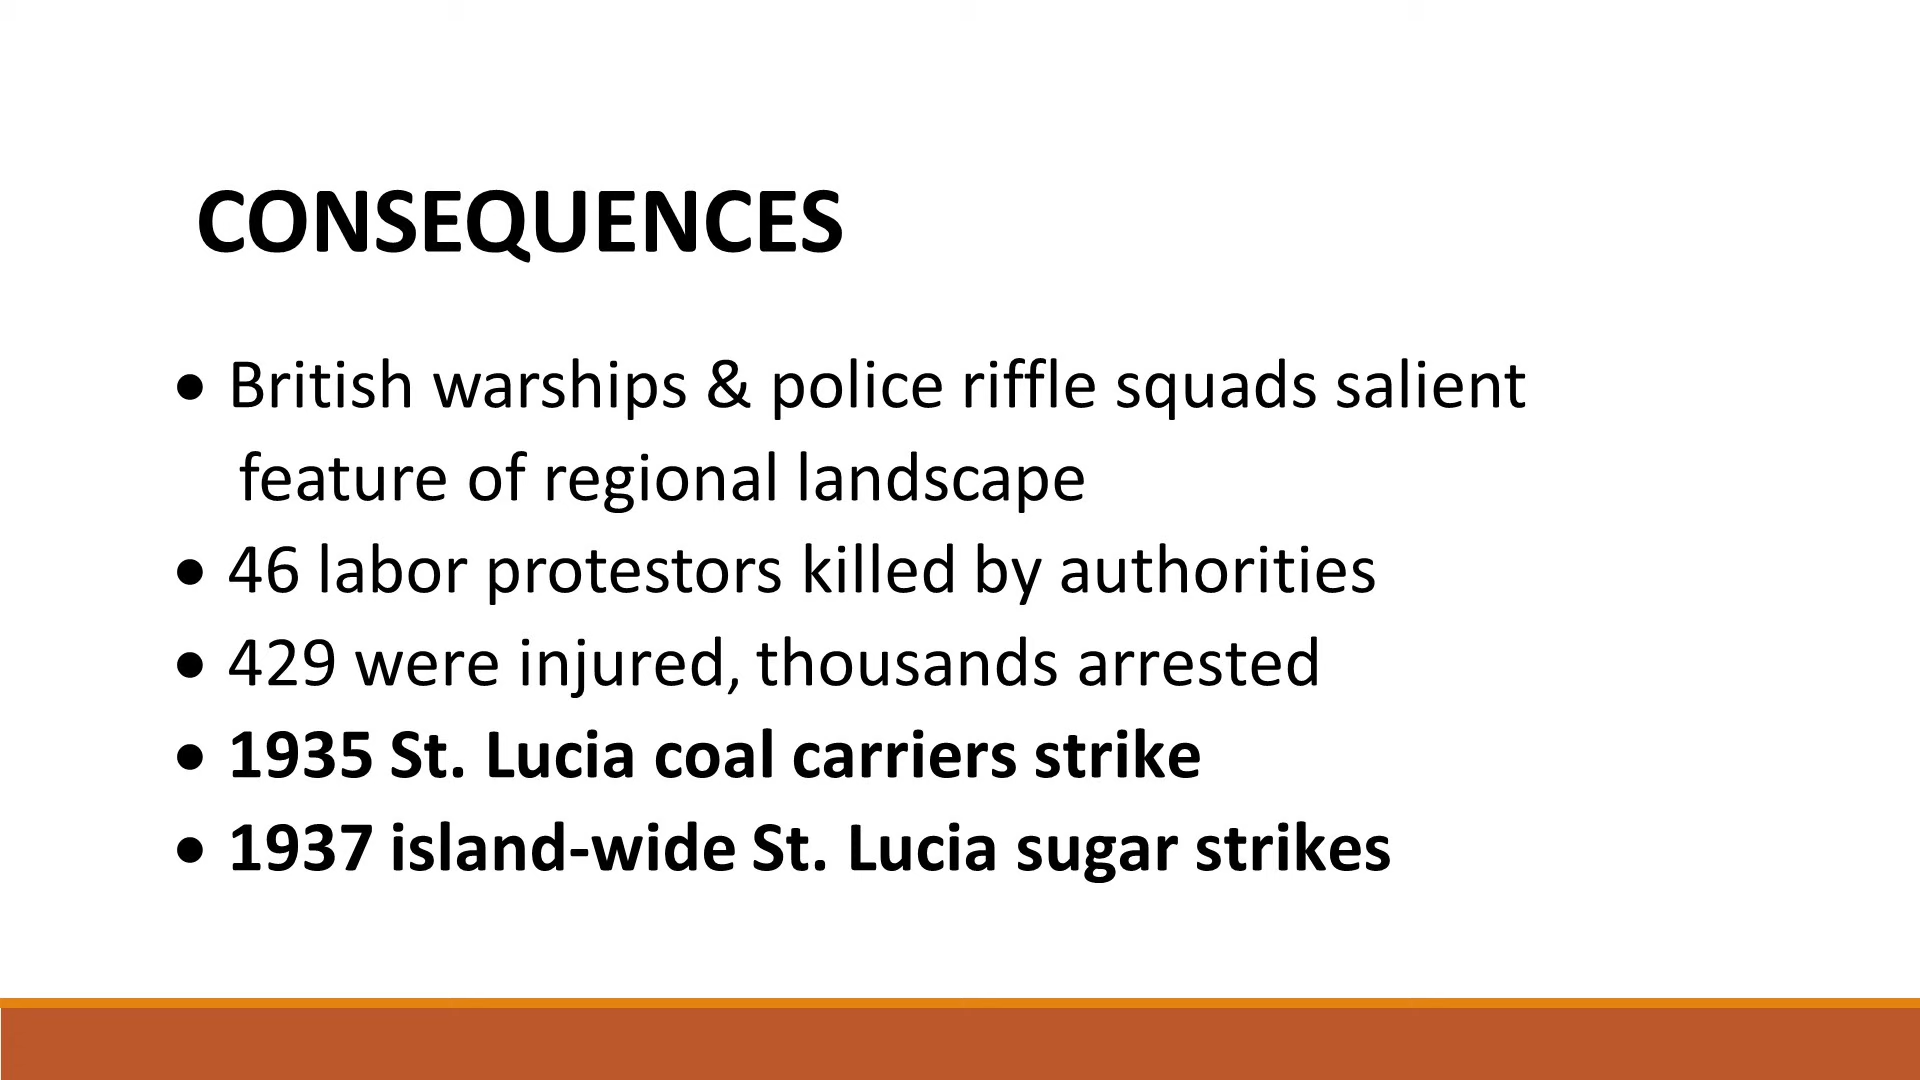 CONSEQUENCES
• British warships & police riffle squads salient
feature of regional landscape
• 46 labor protestors killed by authorities
• 429 were injured, thousands arrested
• 1935 St. Lucia coal carriers strike
• 1937 island-wide St. Lucia sugar strikes